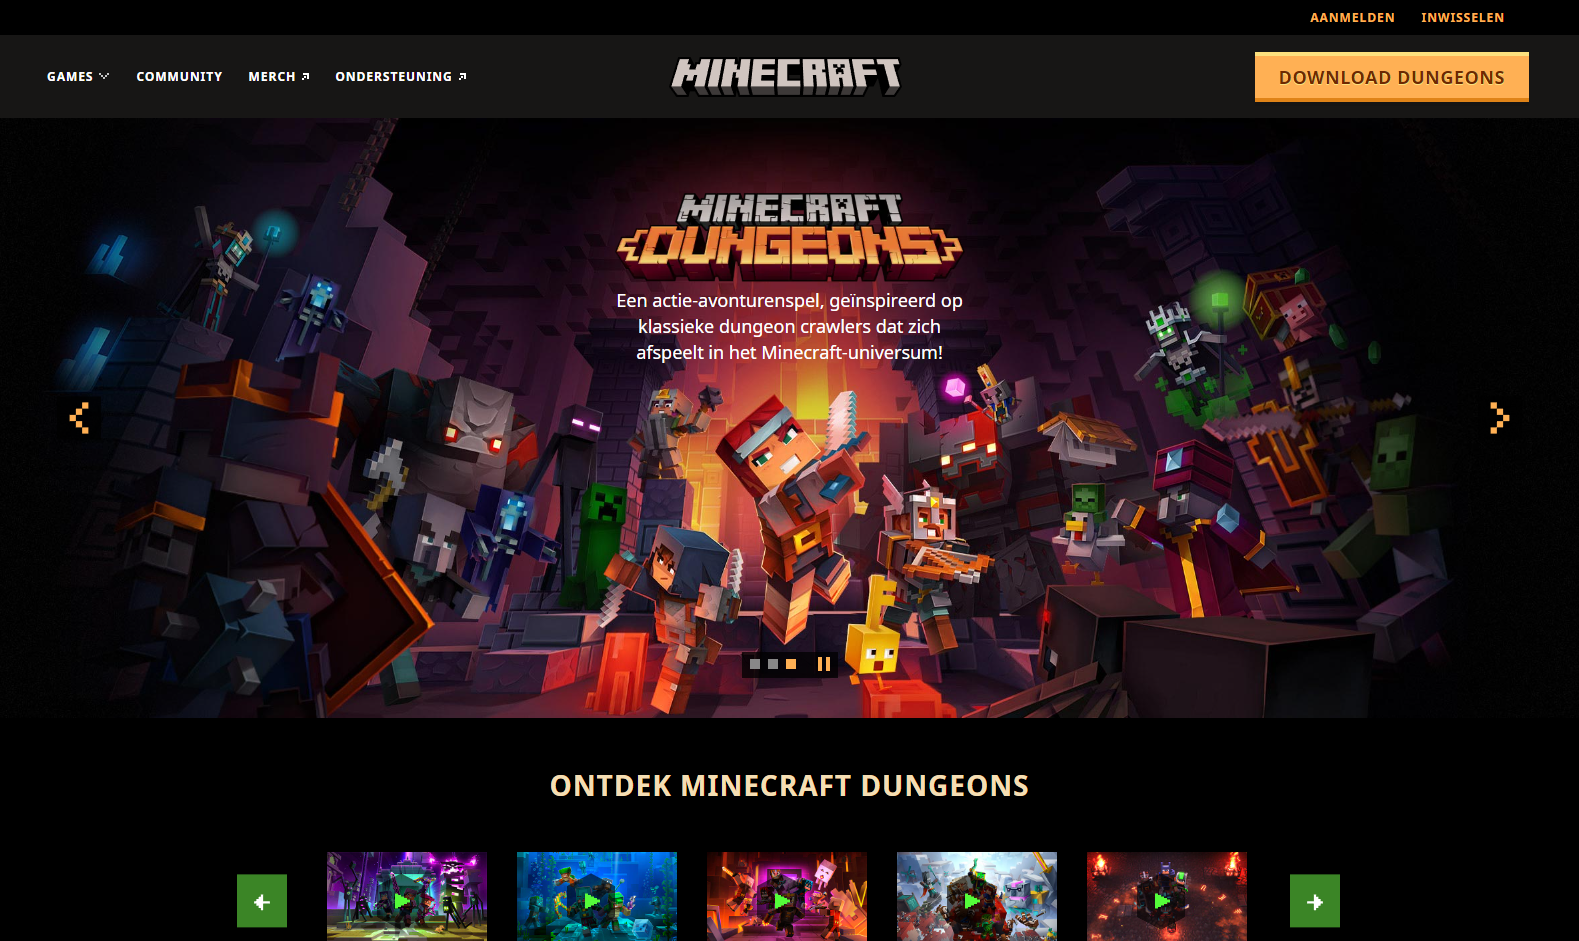 AANMELDEN
INWISSELEN
GAMES
COMMUNITY
MERCH
ONDERSTEUNING
MINECRAFT
DOWNLOAD DUNGEONS
MINECRAFT
DUNGEONS
Een actie-avonturenspel, geïnspireerd op
klassieke dungeon crawlers dat zich
afspeelt in het Minecraft-universum!
ONTDEK MINECRAFT DUNGEONS